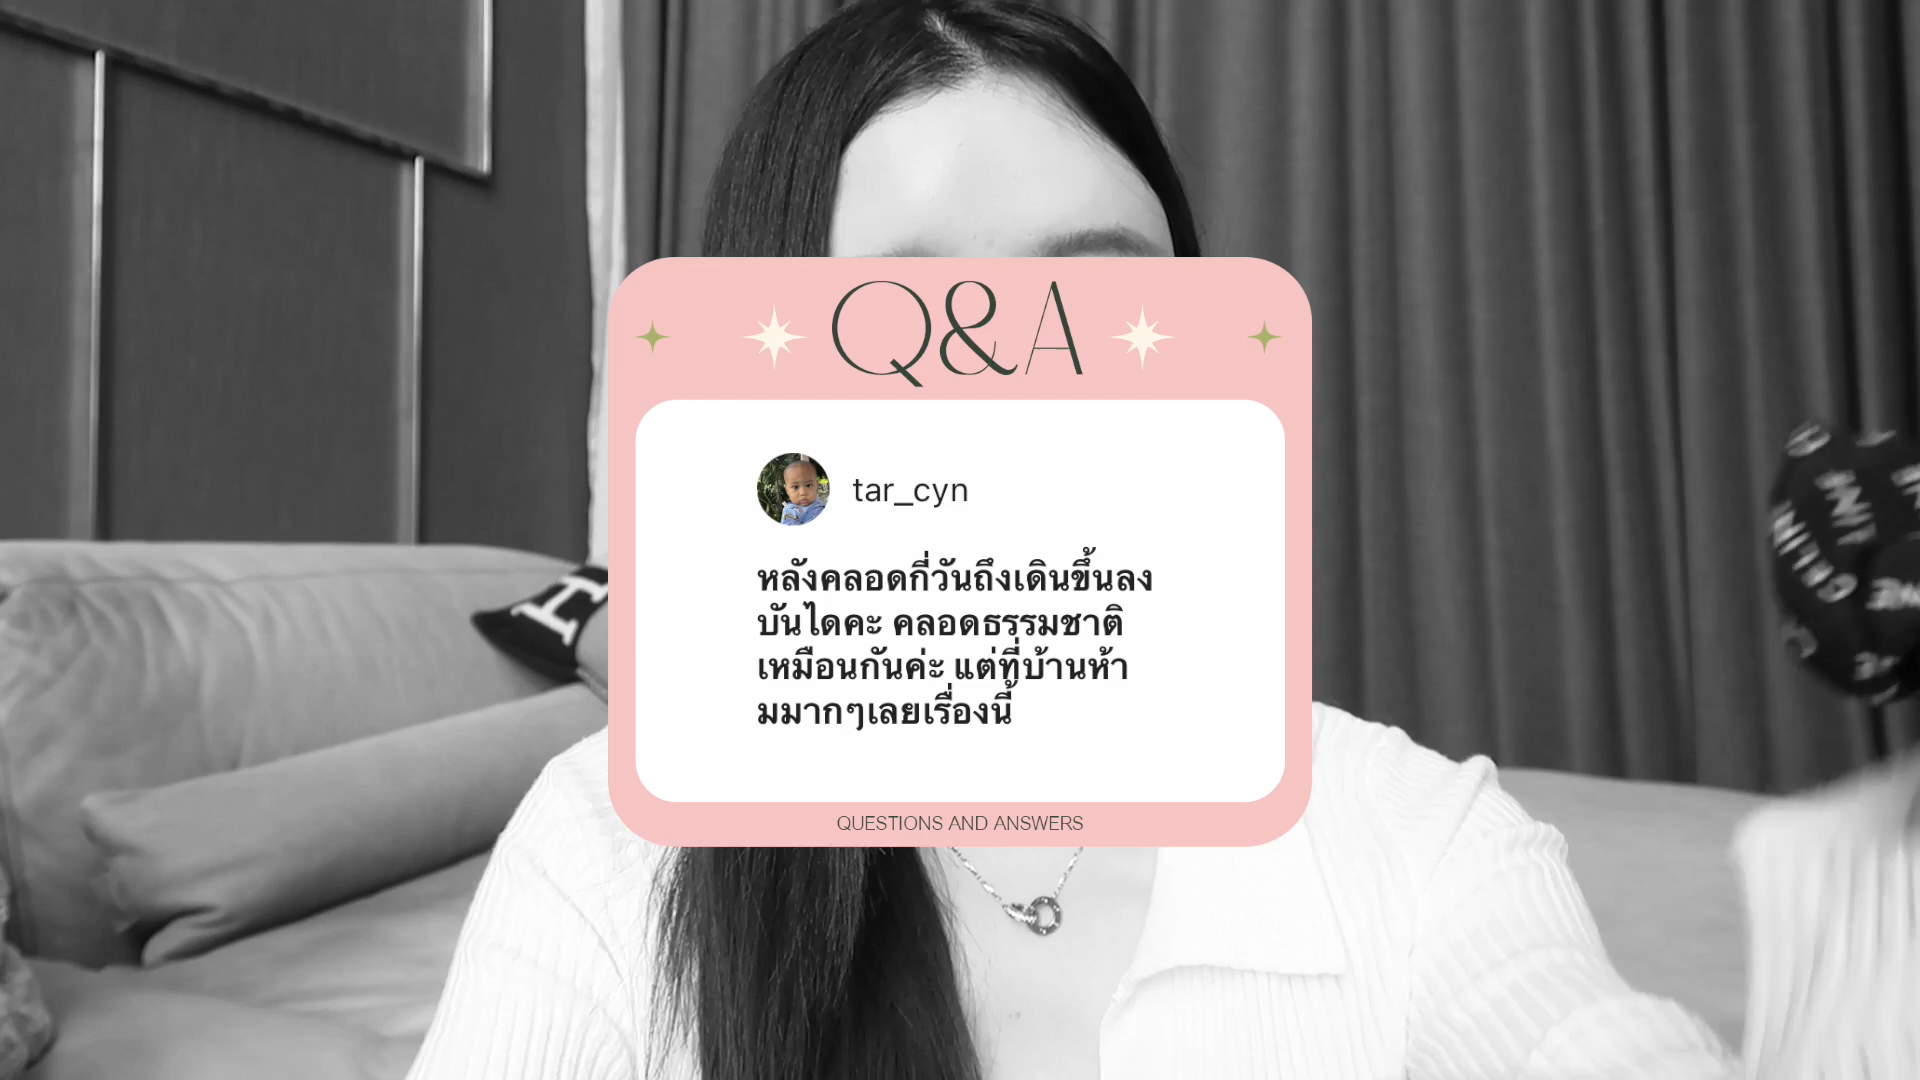 Q&A
tar_cyn
หลังคลอดกี่วันถึงเดินขึ้นลง
บันไดคะ คลอดธรรมชาติ
เหมือนกันค่ะ แต่ที่บ้านห้า
มมากๆเลยเรื่องนี้
QUESTIONS AND ANSWERS
H